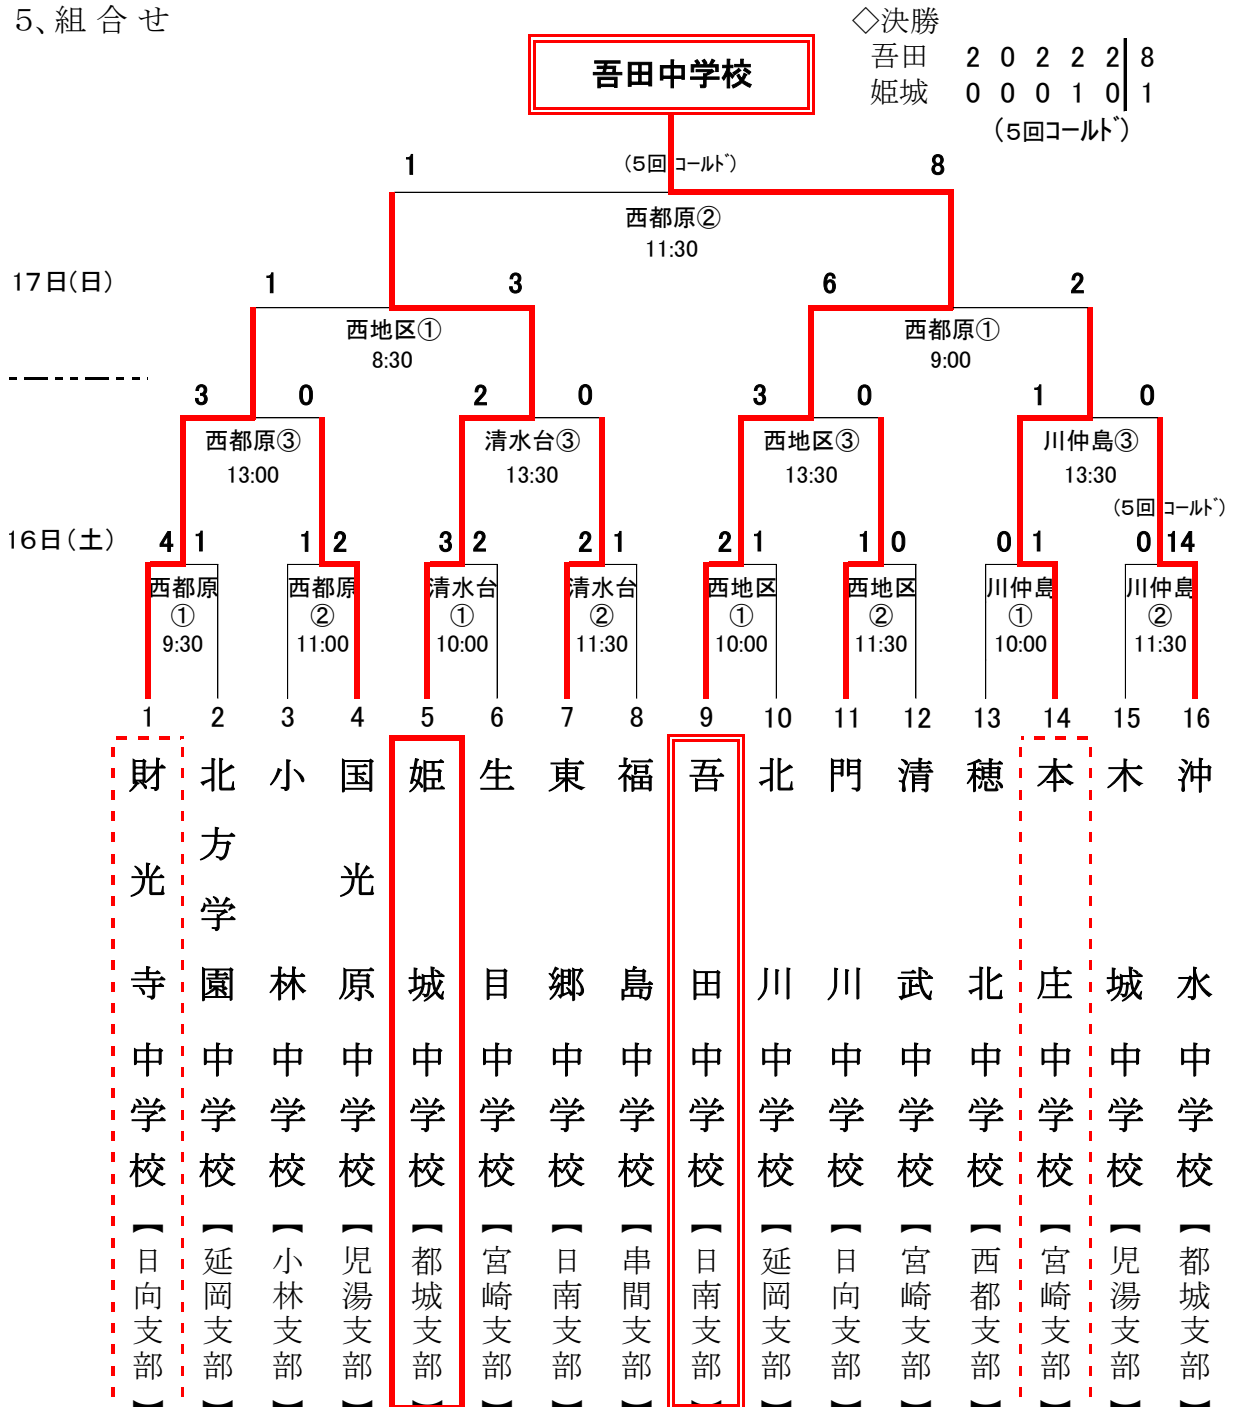 5、組 合 せ
◇決勝
吾田 2 0 2 2 2 8
姫城 0 0 0 1 0 1
(5回コールド)
吾田中学校
1 (5回コールド) 8
西都原②
11:30
17日(日)
1 3 6 2
西地区① 西都原①
8:30 9:00
3 0 2 0 3 0 1 0
西都原③ 清水台③ 西地区③ 川仲島③
13:00 13:30 13:30 13:30
(5回コールド)
16日(土)
4 1 1 2 3 2 2 1 2 1 1 0 0 1 0 14
西都原 西都原 清水台 清水台 西地区 西地区 川仲島 川仲島
① ② ① ② ① ② ① ②
9:30 11:00 10:00 11:30 10:00 11:30 10:00 11:30
1 2 3 4 5 6 7 8 9 10 11 12 13 14 15 16
財光寺中学校【日向支部】
北方学園中学校【延岡支部】
小林中学校【小林支部】
国光原中学校【児湯支部】
姫城中学校【都城支部】
生目中学校【宮崎支部】
東郷中学校【日南支部】
福島中学校【串間支部】
吾田中学校【日南支部】
北川中学校【延岡支部】
門川中学校【日向支部】
清武中学校【宮崎支部】
穂北中学校【西都支部】
本庄中学校【宮崎支部】
木城中学校【児湯支部】
沖水中学校【都城支部】